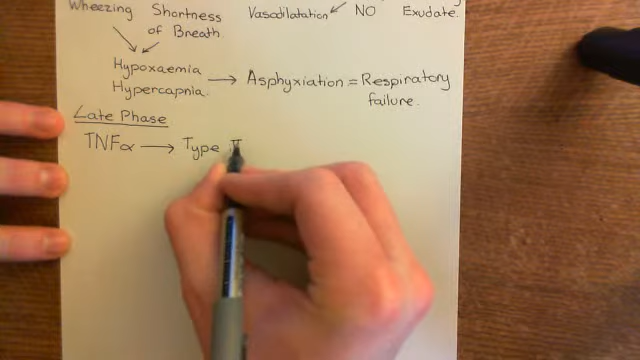 Wheezing Shortness of Breath.
Vasodilatation ↙ NO Exudate.
Hypoxaemia
Hypercapnia. → Asphyxiation = Respiratory failure.
Late Phase
TNFα → Type